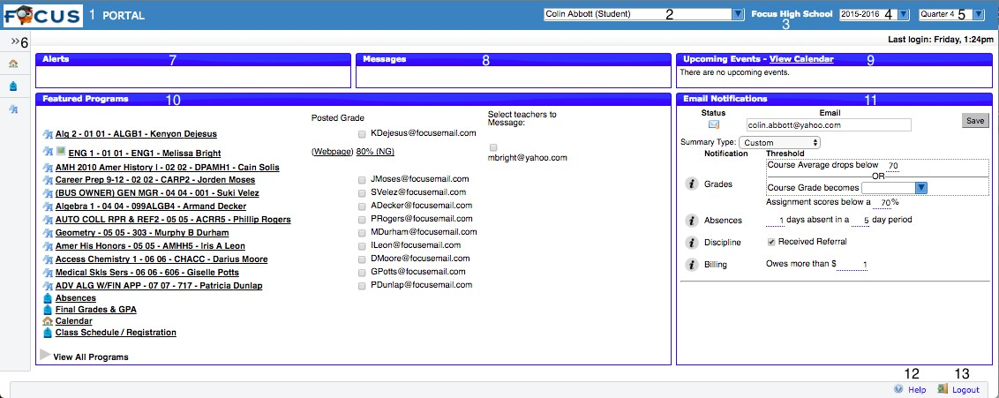 FOCUS 1 PORTAL Colin Abbott (Student) 2 Focus High School 3 2015-2016 4 Quarter 4 5
>> 6
Last login: Friday, 1:24pm
Alerts 7
Messages 8
Upcoming Events - View Calendar 9
There are no upcoming events.
Featured Programs 10
Posted Grade
Select teachers to
Message:
Alg 2 - 01 01 - ALGB1 - Kenyon Dejesus KDejesus@focusemail.com
ENG 1 - 01 01 - ENG1 - Melissa Bright (Webpage) 80% (NG)
mbright@yahoo.com
AMH 2010 Amer History I - 02 02 - DPAMH1 - Cain Solis
Career Prep 9-12 - 02 02 - CARP2 - Jorden Moses JMoses@focusemail.com
(BUS OWNER) GEN MGR - 04 04 - 001 - Suki Velez SVelez@focusemail.com
Algebra 1 - 04 04 - 099ALGB4 - Armand Decker ADecker@focusemail.com
AUTO COLL RPR & REF2 - 05 05 - ACRR5 - Phillip Rogers PRogers@focusemail.com
Geometry - 05 05 - 303 - Murphy B Durham MDurham@focusemail.com
Amer His Honors - 05 05 - AMHH5 - Iris A Leon ILeon@focusemail.com
Access Chemistry 1 - 06 06 - CHACC - Darius Moore DMoore@focusemail.com
Medical Skls Sers - 06 06 - 606 - Giselle Potts GPotts@focusemail.com
ADV ALG W/FIN APP - 07 07 - 717 - Patricia Dunlap PDunlap@focusemail.com
Absences
Final Grades & GPA
Calendar
Class Schedule / Registration
View All Programs
Email Notifications 11
Status Email
colin.abbott@yahoo.com Save
Summary Type: Custom
Notification Threshold
Course Average drops below 70
OR
Grades Course Grade becomes
Assignment scores below a 70%
Absences 1 days absent in a 5 day period
Discipline Received Referral
Billing Owes more than $ 1
12 13
Help Logout